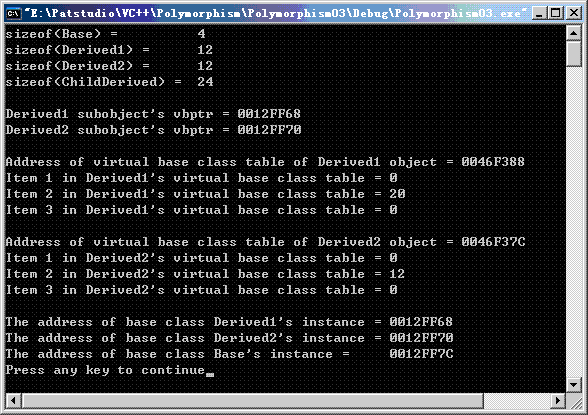 "E:\Patstudio\VC++\Polymorphism\Polymorphism03\Debug\Polymorphism03.exe"
sizeof(Base) =          4
sizeof(Derived1) =      12
sizeof(Derived2) =      12
sizeof(ChildDerived) =  24
Derived1 subobject's vbptr = 0012FF68
Derived2 subobject's vbptr = 0012FF70
Address of virtual base class table of Derived1 object = 0046F388
Item 1 in Derived1's virtual base class table = 0
Item 2 in Derived1's virtual base class table = 20
Item 3 in Derived1's virtual base class table = 0
Address of virtual base class table of Derived2 object = 0046F37C
Item 1 in Derived2's virtual base class table = 0
Item 2 in Derived2's virtual base class table = 12
Item 3 in Derived2's virtual base class table = 0
The address of base class Derived1's instance = 0012FF68
The address of base class Derived2's instance = 0012FF70
The address of base class Base's instance =     0012FF7C
Press any key to continue_